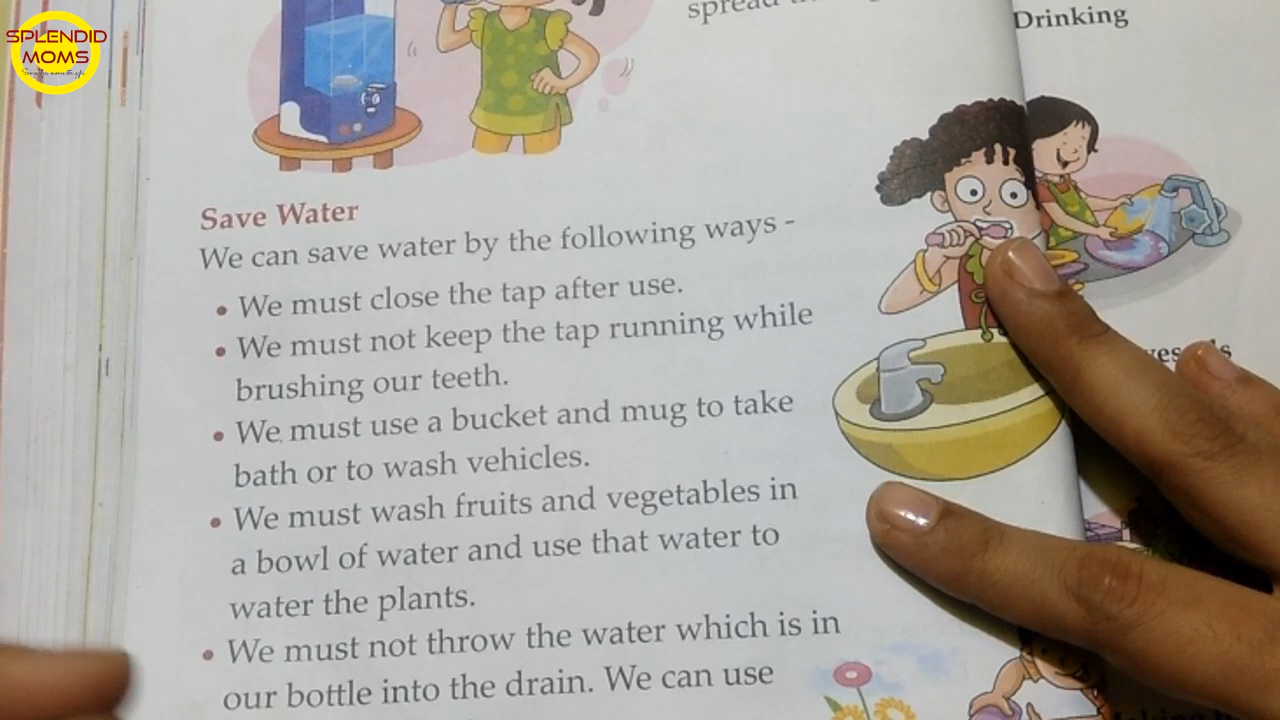 SPLENDID
MOMS
spread
Drinking
Save Water
We can save water by the following ways -
• We must close the tap after use.
• We must not keep the tap running while
brushing our teeth.
• We must use a bucket and mug to take
bath or to wash vehicles.
• We must wash fruits and vegetables in
a bowl of water and use that water to
water the plants.
• We must not throw the water which is in
our bottle into the drain. We can use